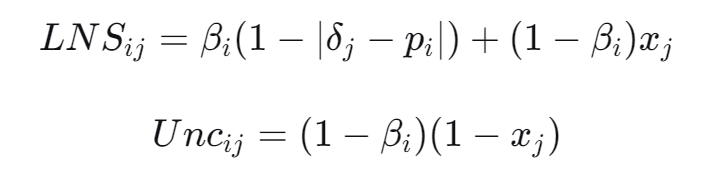 LNS_{ij} = β_i(1 − |δ_j − p_i|) + (1 − β_i)x_j
Unc_{ij} = (1 − β_i)(1 − x_j)